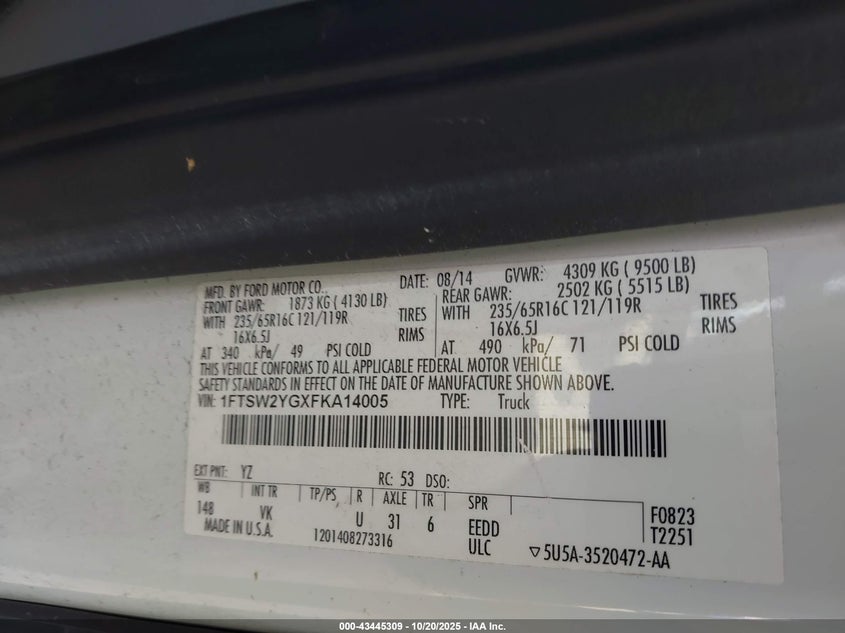 MFD. BY FORD MOTOR CO.. DATE: 08/14 GVWR: 4309 KG ( 9500 LB)
FRONT GAWR: 1873 KG ( 4130 LB) REAR GAWR: 2502 KG ( 5515 LB)
WITH 235/65R16C 121/119R TIRES WITH 235/65R16C 121/119R TIRES
16X6.5J RIMS 16X6.5J RIMS
AT 340 kPa/ 49 PSI COLD AT 490 kPa/ 71 PSI COLD
THIS VEHICLE CONFORMS TO ALL APPLICABLE FEDERAL MOTOR VEHICLE
SAFETY STANDARDS IN EFFECT ON THE DATE OF MANUFACTURE SHOWN ABOVE.
VIN: 1FTSW2YGXFKA14005 TYPE: Truck
EXT PNT: YZ RC: 53 DSO:
WB INT TR TP/PS R AXLE TR SPR
148 VK U 31 6 EEDD F0823
MADE IN U.S.A. 1201408273316 ULC T2251
▽5U5A-3520472-AA
000-43445309 - 10/20/2025 - IAA Inc.